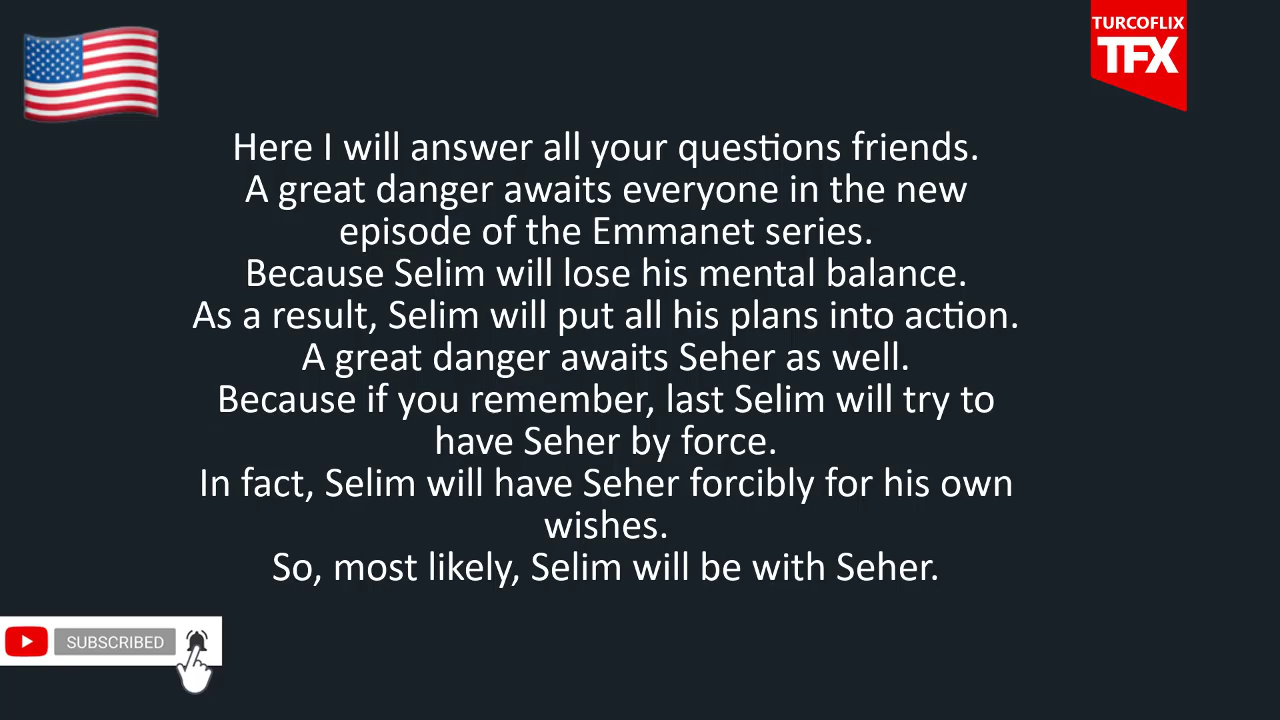 TURCOFLIX
TFX
Here I will answer all your questions friends.
A great danger awaits everyone in the new
episode of the Emmanet series.
Because Selim will lose his mental balance.
As a result, Selim will put all his plans into action.
A great danger awaits Seher as well.
Because if you remember, last Selim will try to
have Seher by force.
In fact, Selim will have Seher forcibly for his own
wishes.
So, most likely, Selim will be with Seher.
SUBSCRIBED